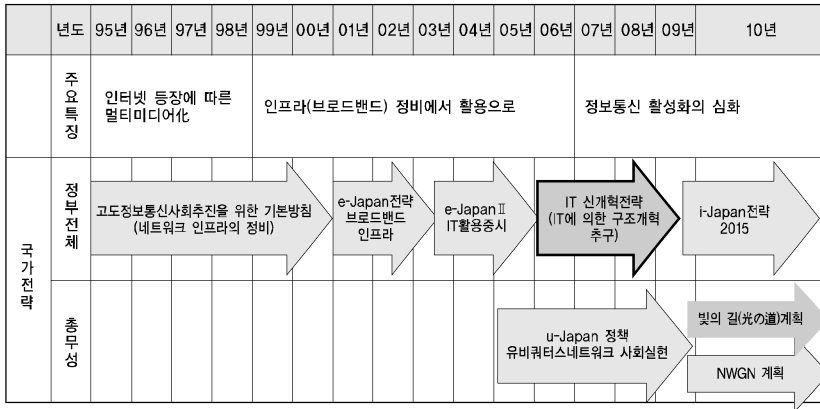 년도 95년 96년 97년 98년 99년 00년 01년 02년 03년 04년 05년 06년 07년 08년 09년 10년
주요특징
인터넷 등장에 따른
멀티미디어化
인프라(브로드밴드) 정비에서 활용으로
정보통신 활성화의 심화
국가전략
정부전체
고도정보통신사회추진을 위한 기본방침
(네트워크 인프라의 정비)
e-Japan전략
브로드밴드
인프라
e-JapanⅡ
IT활용중시
IT 신개혁전략
(IT에 의한 구조개혁
추구)
i-Japan전략
2015
총무성
u-Japan 정책
유비쿼터스네트워크 사회실현
빛의 길(光の道)계획
NWGN 계획